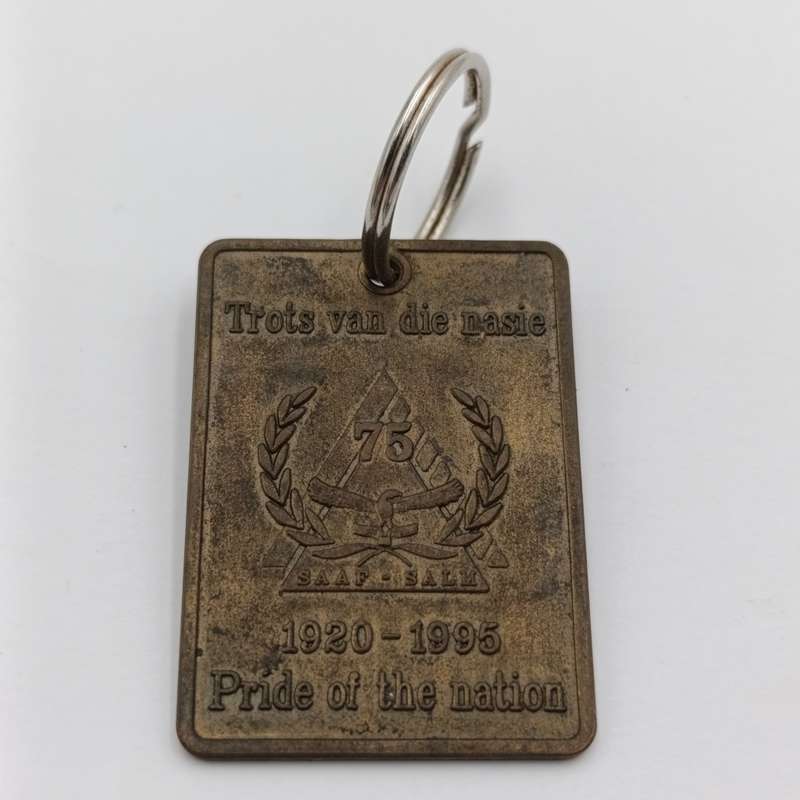 Trots van die nasie
75
SAAF - SALM
1920 - 1995
Pride of the nation